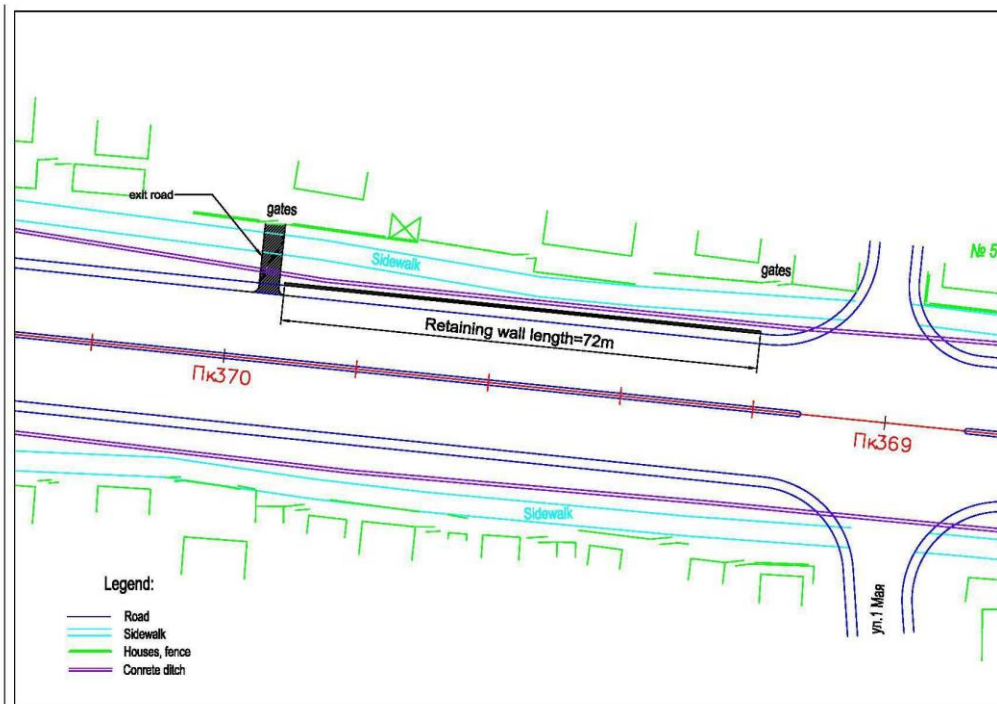 exit road
gates
Sidewalk
gates
№ 5
Retaining wall length=72m
Пк370
Пк369
Sidewalk
ул.1 Мая
Legend:
Road
Sidewalk
Houses, fence
Conrete ditch